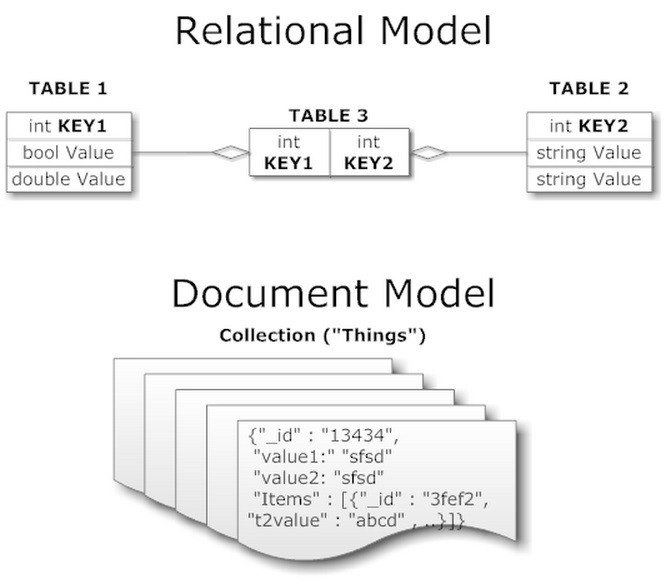 Relational Model
TABLE 1
TABLE 2
TABLE 3
int KEY1
bool Value
double Value
int
KEY1
int
KEY2
int KEY2
string Value
string Value
Document Model
Collection ("Things")
{"_id" : "13434",
"value1:" "sfsd"
"value2: "sfsd"
"Items" : [{"_id" : "3fef2",
"t2value" : "abcd" , ..}]}